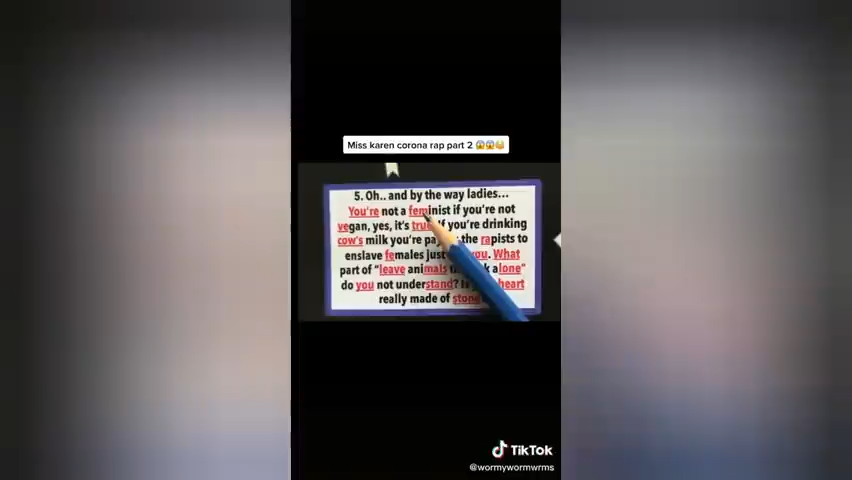 Miss karen corona rap part 2 😱😱🥺
5. Oh.. and by the way ladies...
You're not a feminist if you're not
vegan, yes, it's true. If you're drinking
cow's milk you're the rapists to
enslave females just you. What
part of "leave animals alone"
do you not understand? Is heart
really made of
TikTok
@wormywormwrms